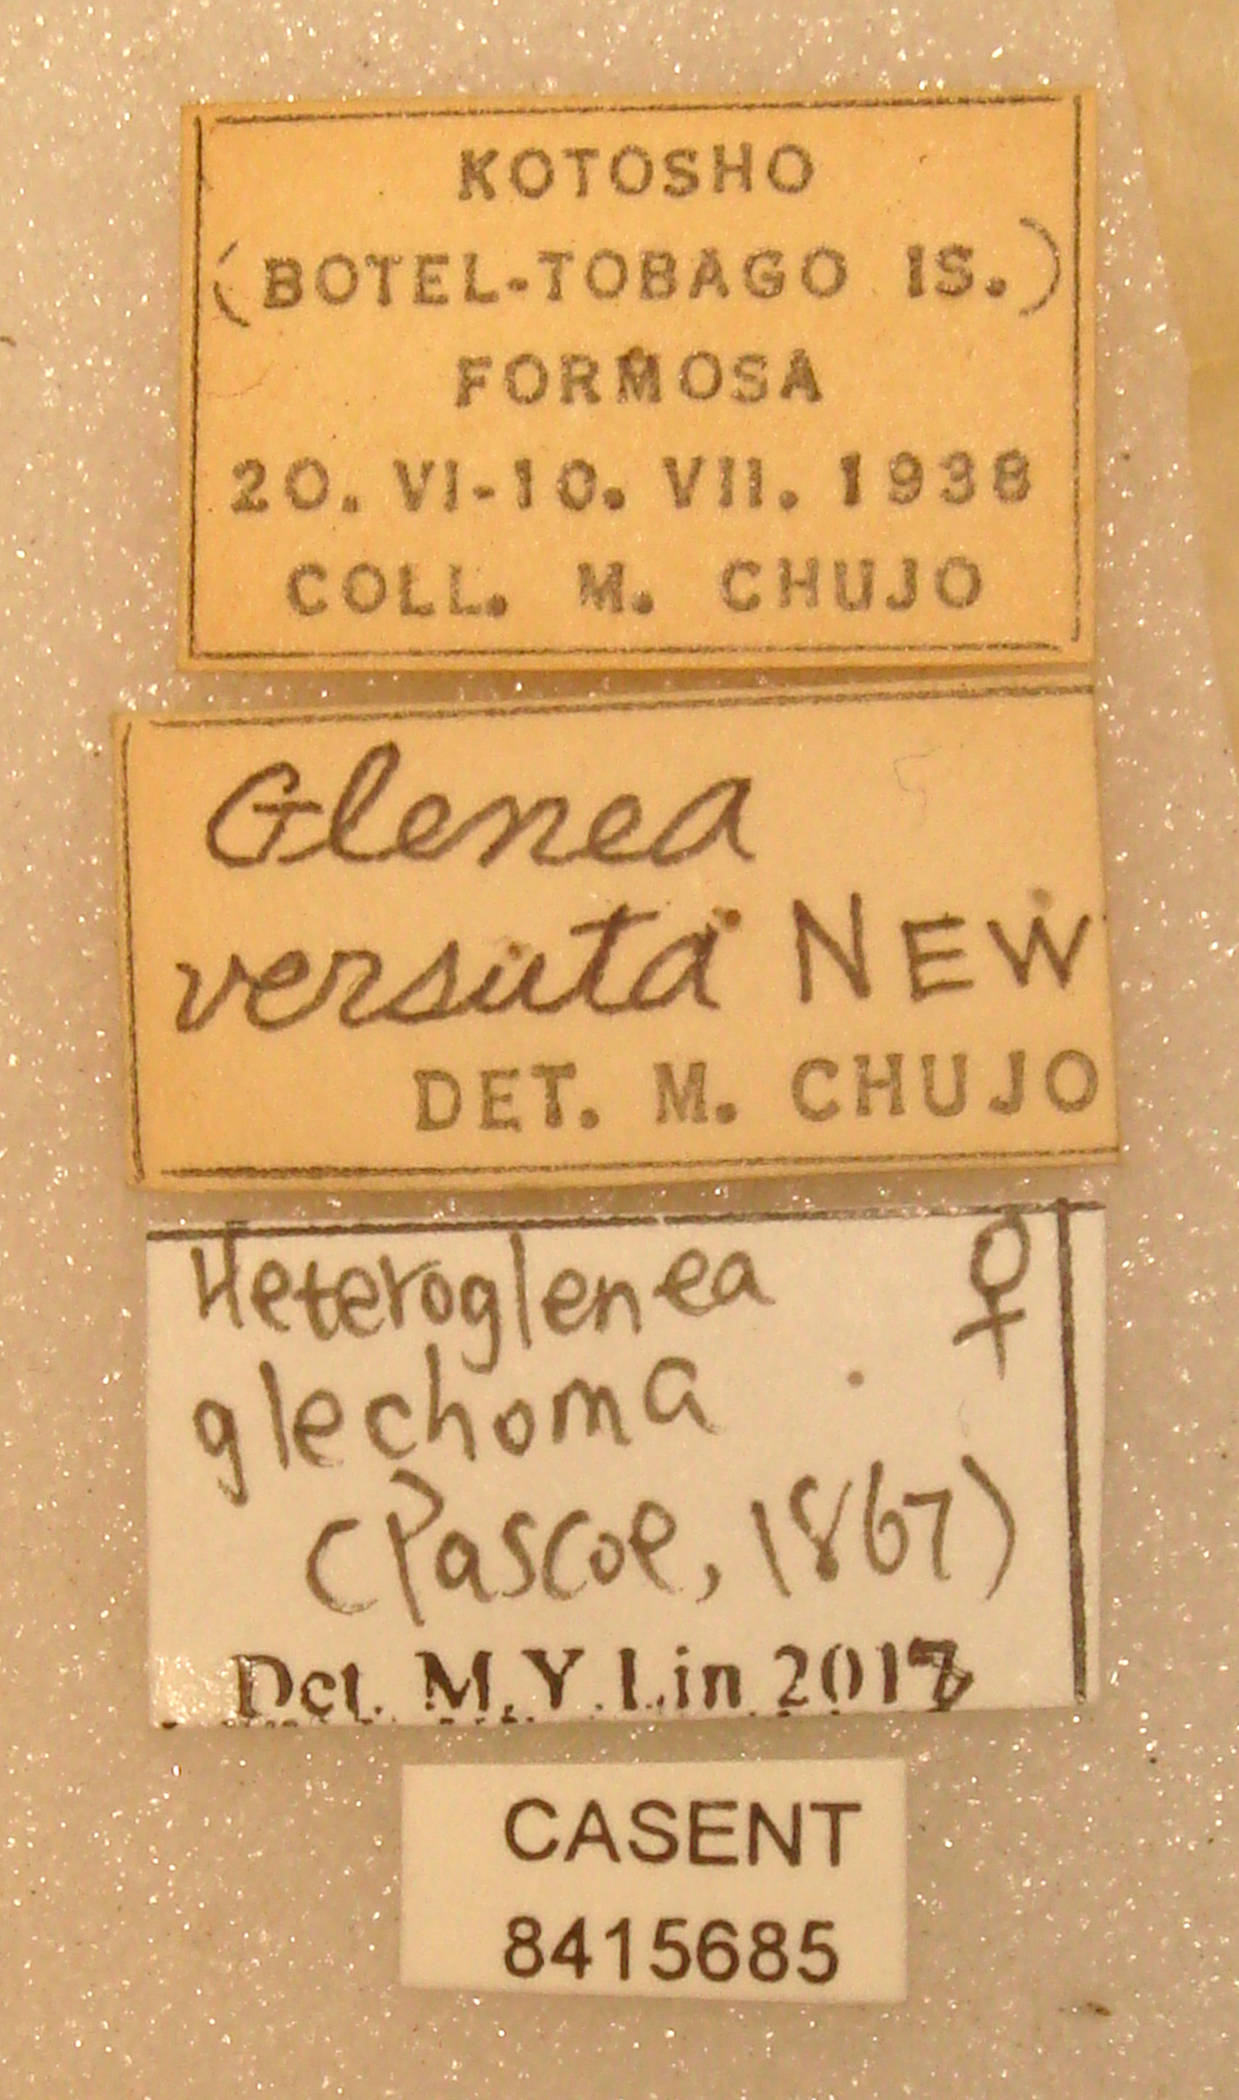 KOTOSHO
(BOTEL-TOBAGO IS.)
FORMOSA
20. VI-10. VII. 1938
COLL. M. CHUJO
Glenea
versuta NEW
DET. M. CHUJO
Heteroglenea ♀
glechoma
(Pascoe, 1867)
Det. M.Y. Lin 2018
CASENT
8415685